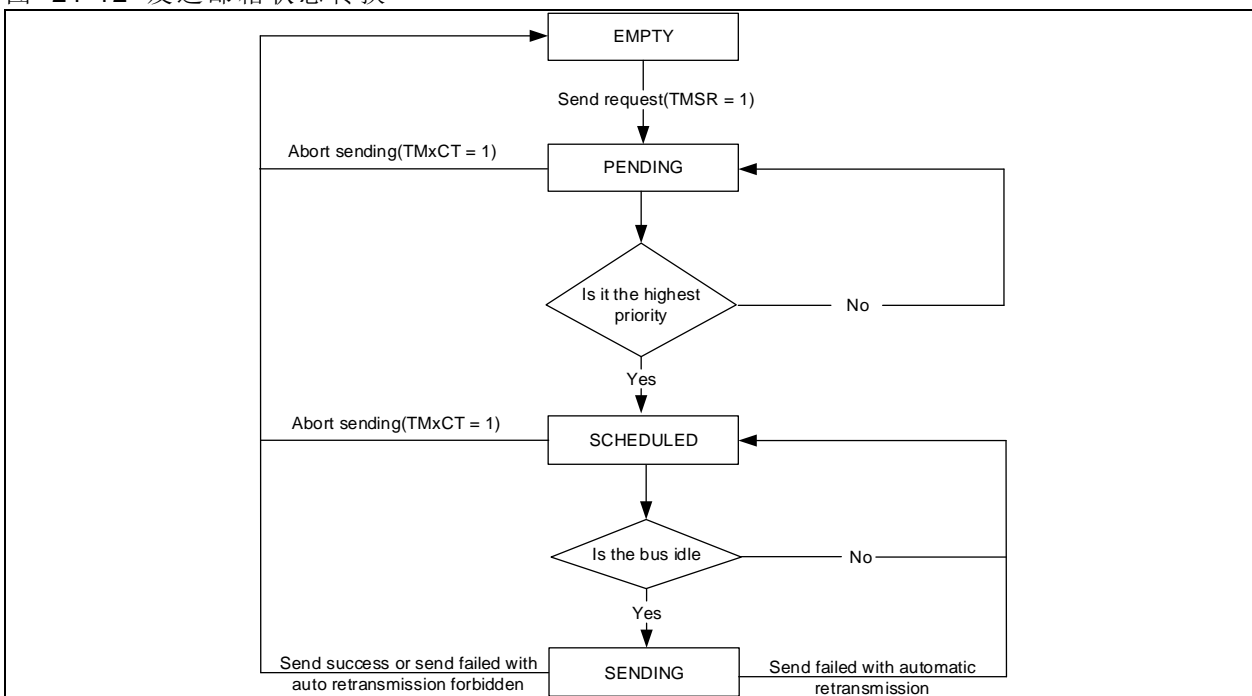 EMPTY
Send request(TMSR = 1)
Abort sending(TMxCT = 1)
PENDING
Is it the highest
priority
No
Yes
Abort sending(TMxCT = 1)
SCHEDULED
Is the bus idle
No
Yes
Send success or send failed with
auto retransmission forbidden
SENDING
Send failed with automatic
retransmission